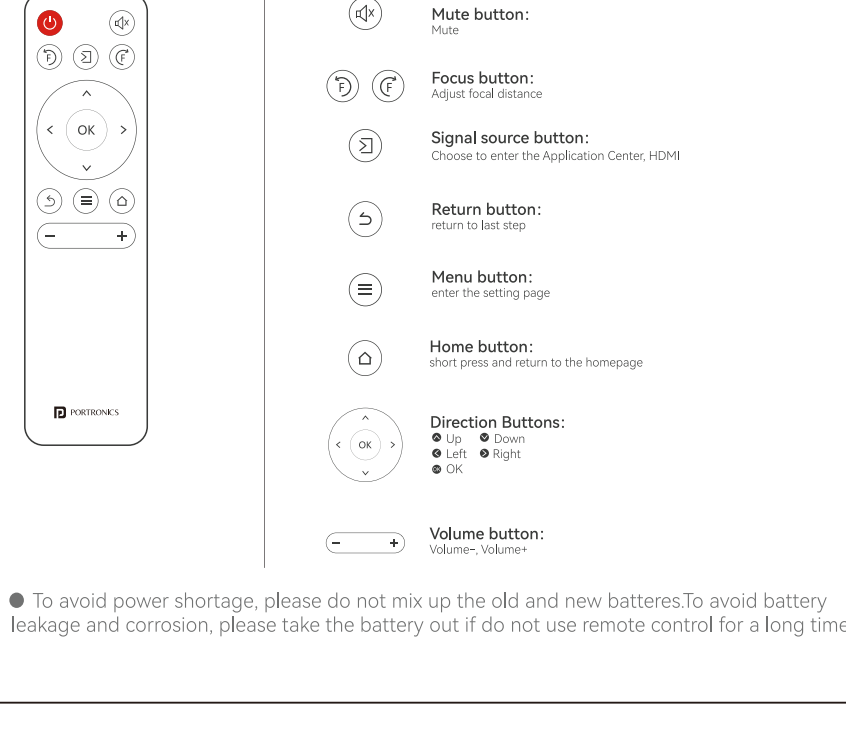 F
F
OK
PORTRONICS
Mute button:
Mute
F F
Focus button:
Adjust focal distance
Signal source button:
Choose to enter the Application Center, HDMI
Return button:
return to last step
Menu button:
enter the setting page
Home button:
short press and return to the homepage
OK
Direction Buttons:
Up Down
Left Right
OK OK
- +
Volume button:
Volume-, Volume+
● To avoid power shortage, please do not mix up the old and new batteres.To avoid battery
leakage and corrosion, please take the battery out if do not use remote control for a long time